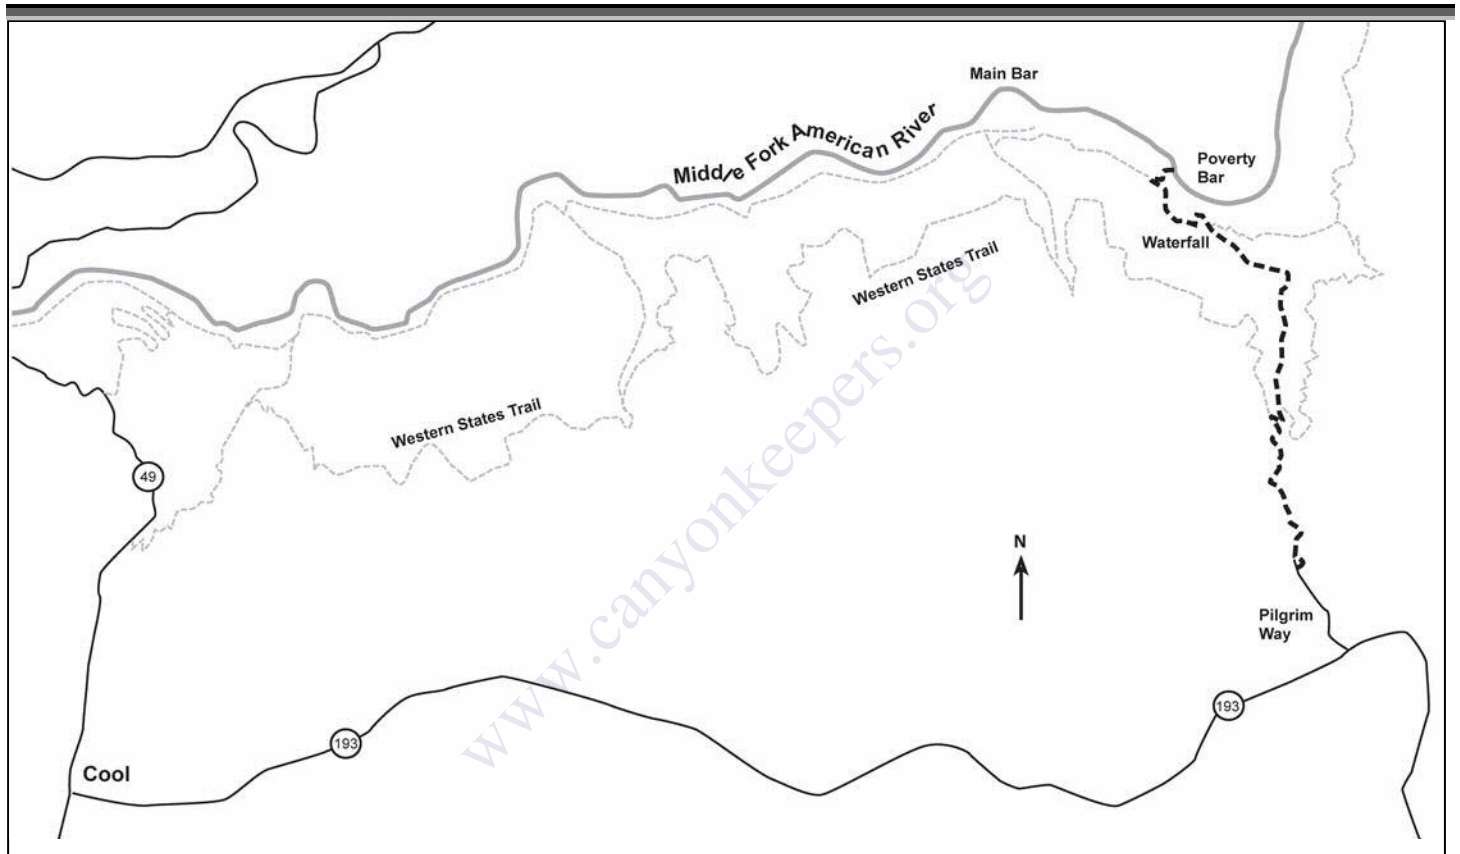 Main Bar
Middle Fork American River
Poverty
Bar
Waterfall
Western States Trail
Western States Trail
49
N
Pilgrim
Way
193
193
Cool
www.canyonkeepers.org